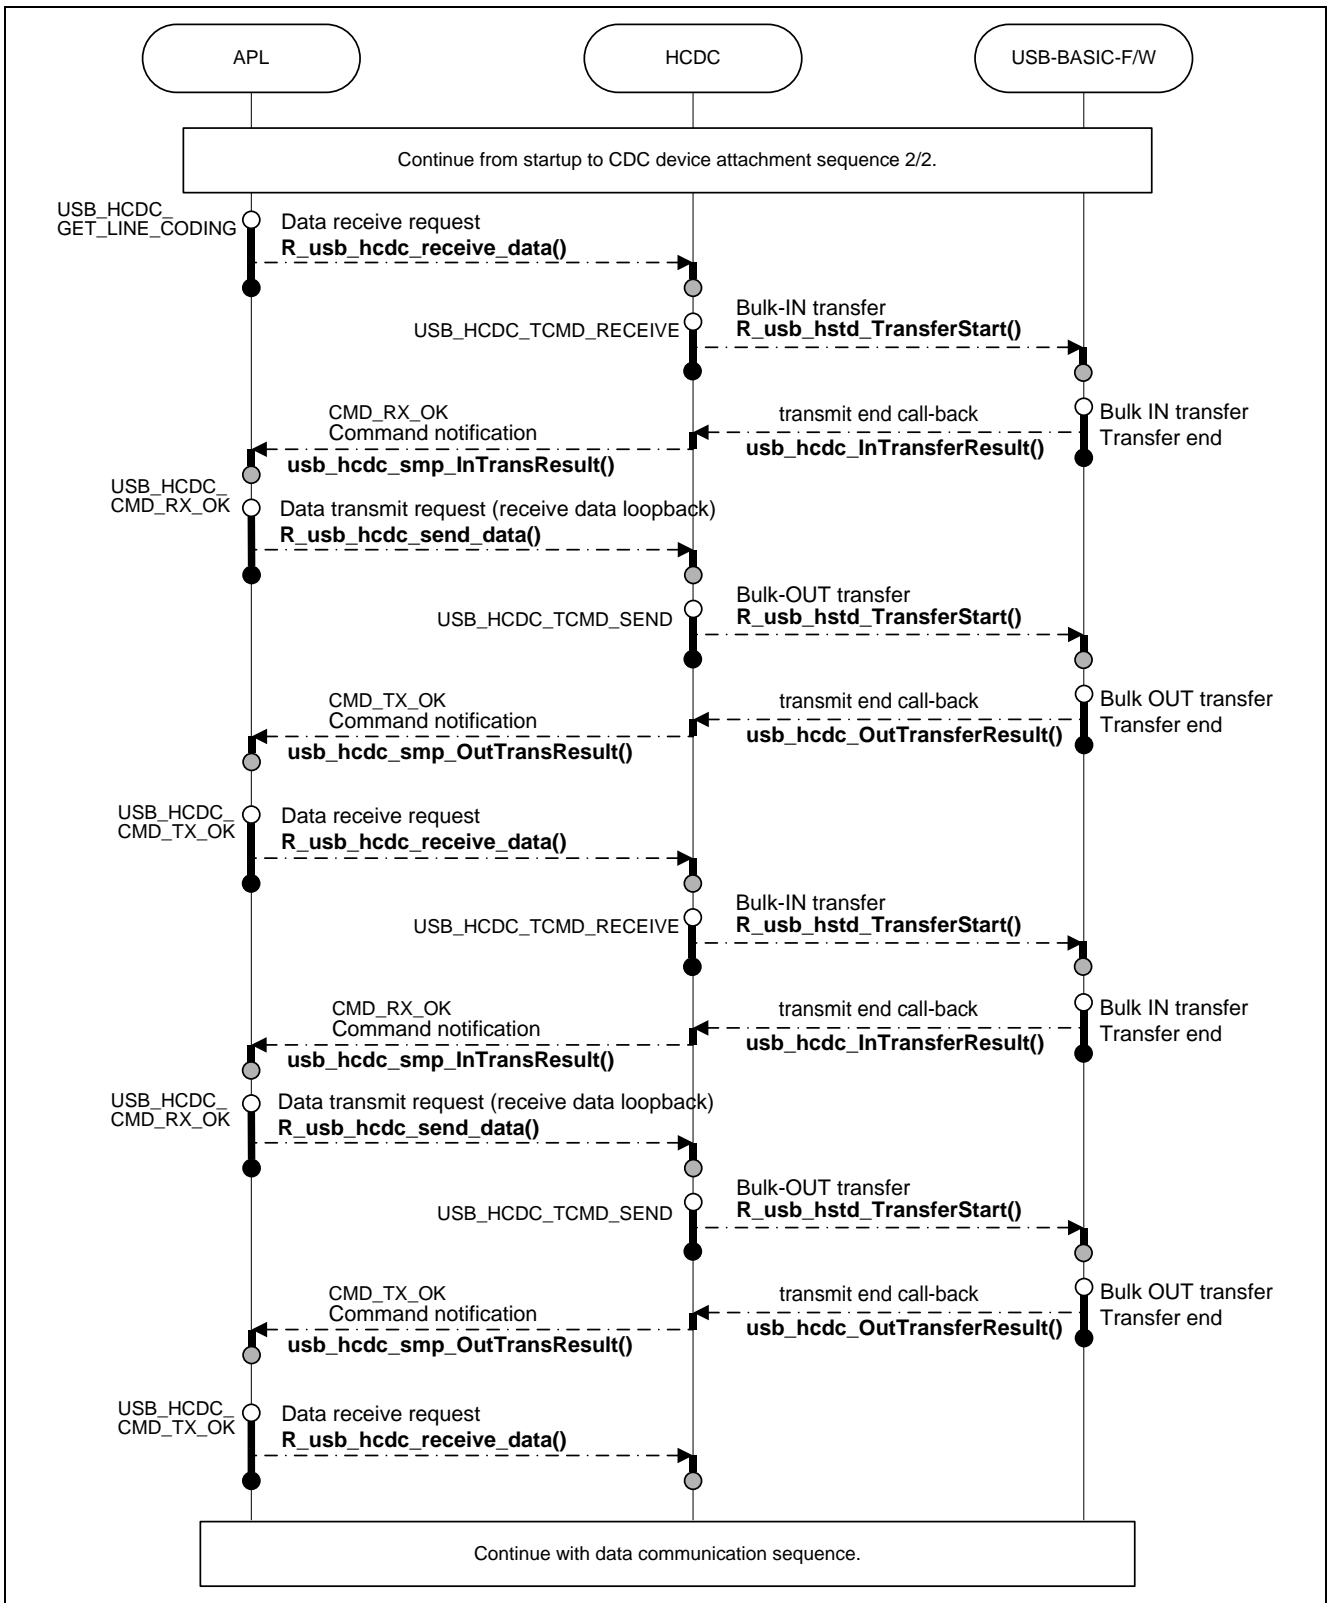 APL
HCDC
USB-BASIC-F/W
Continue from startup to CDC device attachment sequence 2/2.
USB_HCDC_
GET_LINE_CODING
Data receive request
R_usb_hcdc_receive_data()
USB_HCDC_TCMD_RECEIVE
Bulk-IN transfer
R_usb_hstd_TransferStart()
CMD_RX_OK
Command notification
usb_hcdc_smp_InTransResult()
transmit end call-back
usb_hcdc_InTransferResult()
Bulk IN transfer
Transfer end
USB_HCDC_
CMD_RX_OK
Data transmit request (receive data loopback)
R_usb_hcdc_send_data()
USB_HCDC_TCMD_SEND
Bulk-OUT transfer
R_usb_hstd_TransferStart()
CMD_TX_OK
Command notification
usb_hcdc_smp_OutTransResult()
transmit end call-back
usb_hcdc_OutTransferResult()
Bulk OUT transfer
Transfer end
USB_HCDC_
CMD_TX_OK
Data receive request
R_usb_hcdc_receive_data()
USB_HCDC_TCMD_RECEIVE
Bulk-IN transfer
R_usb_hstd_TransferStart()
CMD_RX_OK
Command notification
usb_hcdc_smp_InTransResult()
transmit end call-back
usb_hcdc_InTransferResult()
Bulk IN transfer
Transfer end
USB_HCDC_
CMD_RX_OK
Data transmit request (receive data loopback)
R_usb_hcdc_send_data()
USB_HCDC_TCMD_SEND
Bulk-OUT transfer
R_usb_hstd_TransferStart()
CMD_TX_OK
Command notification
usb_hcdc_smp_OutTransResult()
transmit end call-back
usb_hcdc_OutTransferResult()
Bulk OUT transfer
Transfer end
USB_HCDC_
CMD_TX_OK
Data receive request
R_usb_hcdc_receive_data()
Continue with data communication sequence.